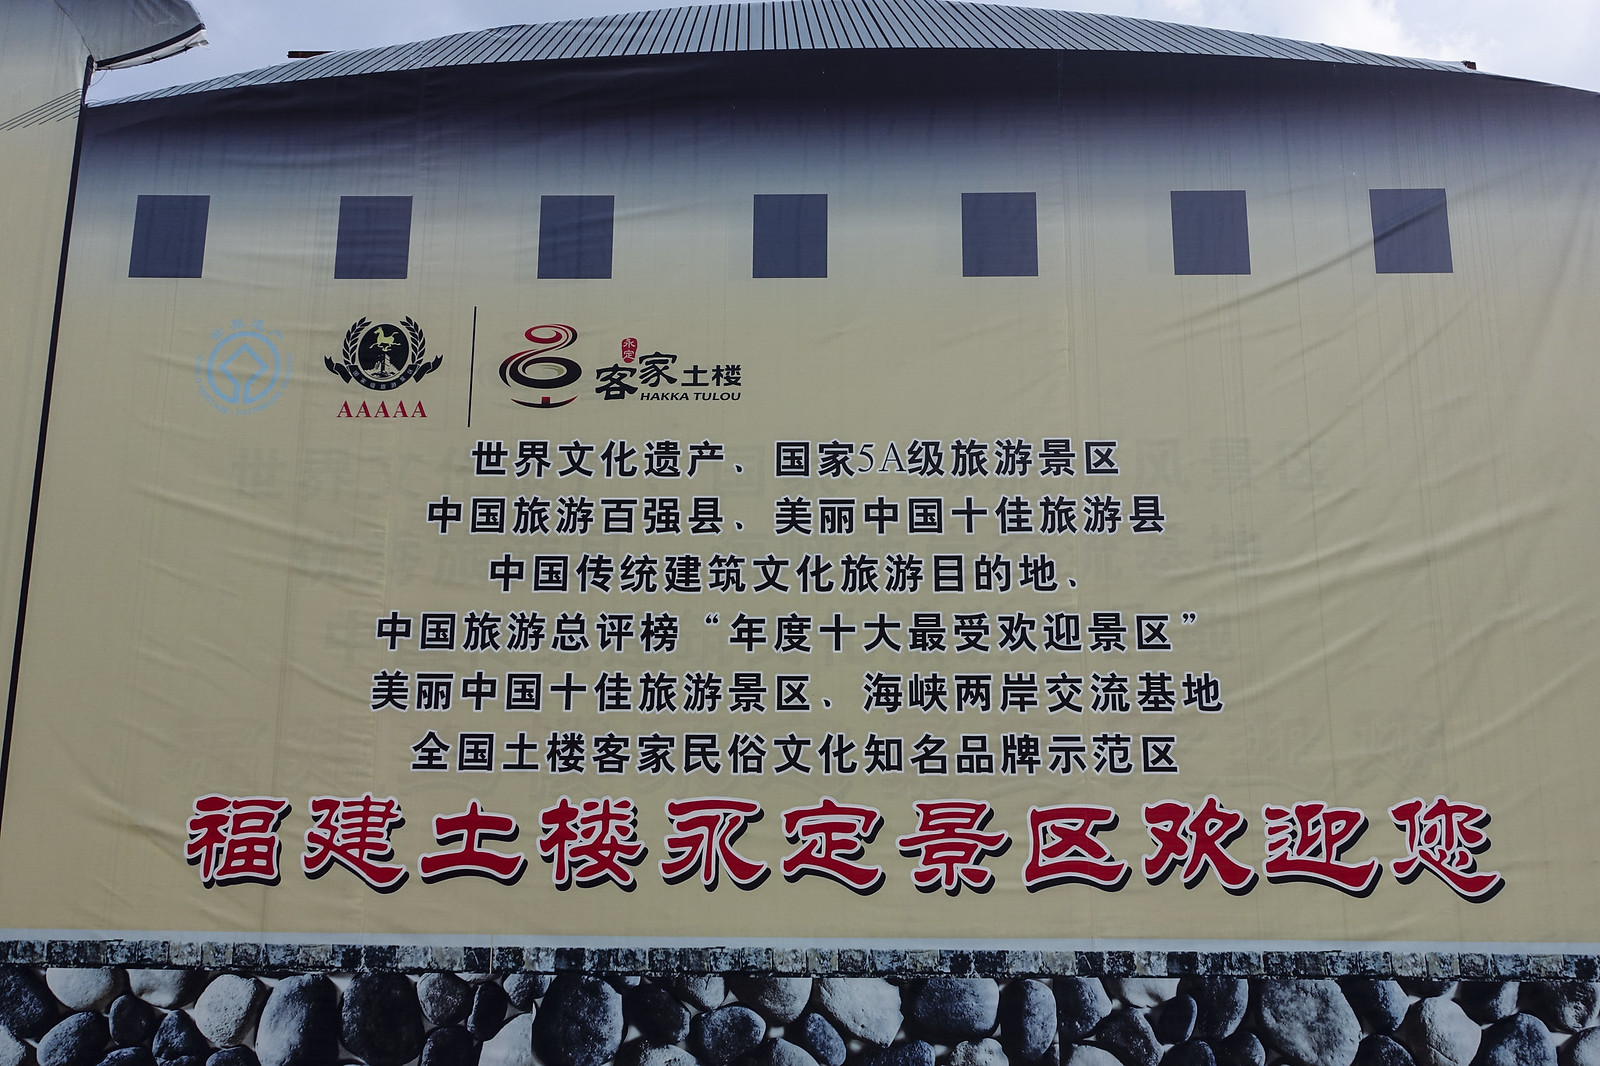 AAAAA
永定
客家土楼
HAKKA TULOU
世界文化遗产、国家5A级旅游景区
中国旅游百强县、美丽中国十佳旅游县
中国传统建筑文化旅游目的地、
中国旅游总评榜“年度十大最受欢迎景区”
美丽中国十佳旅游景区、海峡两岸交流基地
全国土楼客家民俗文化知名品牌示范区
福建土楼永定景区欢迎您